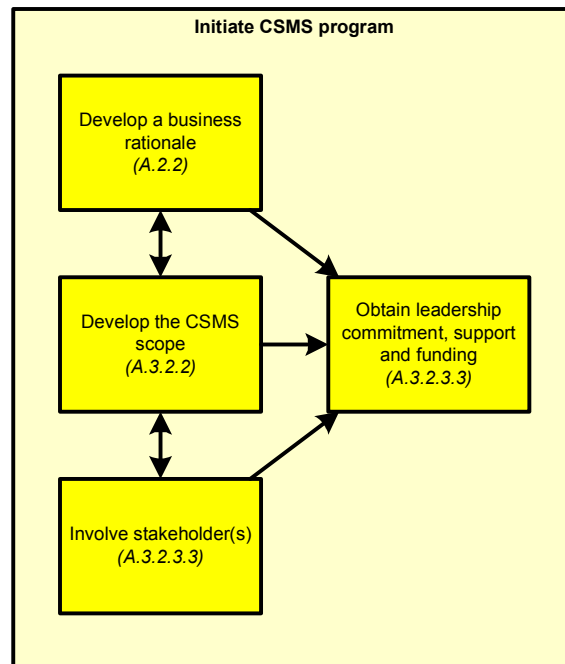 Initiate CSMS program
Develop a business
rationale
(A.2.2)
Develop the CSMS
scope
(A.3.2.2)
Obtain leadership
commitment, support
and funding
(A.3.2.3.3)
Involve stakeholder(s)
(A.3.2.3.3)